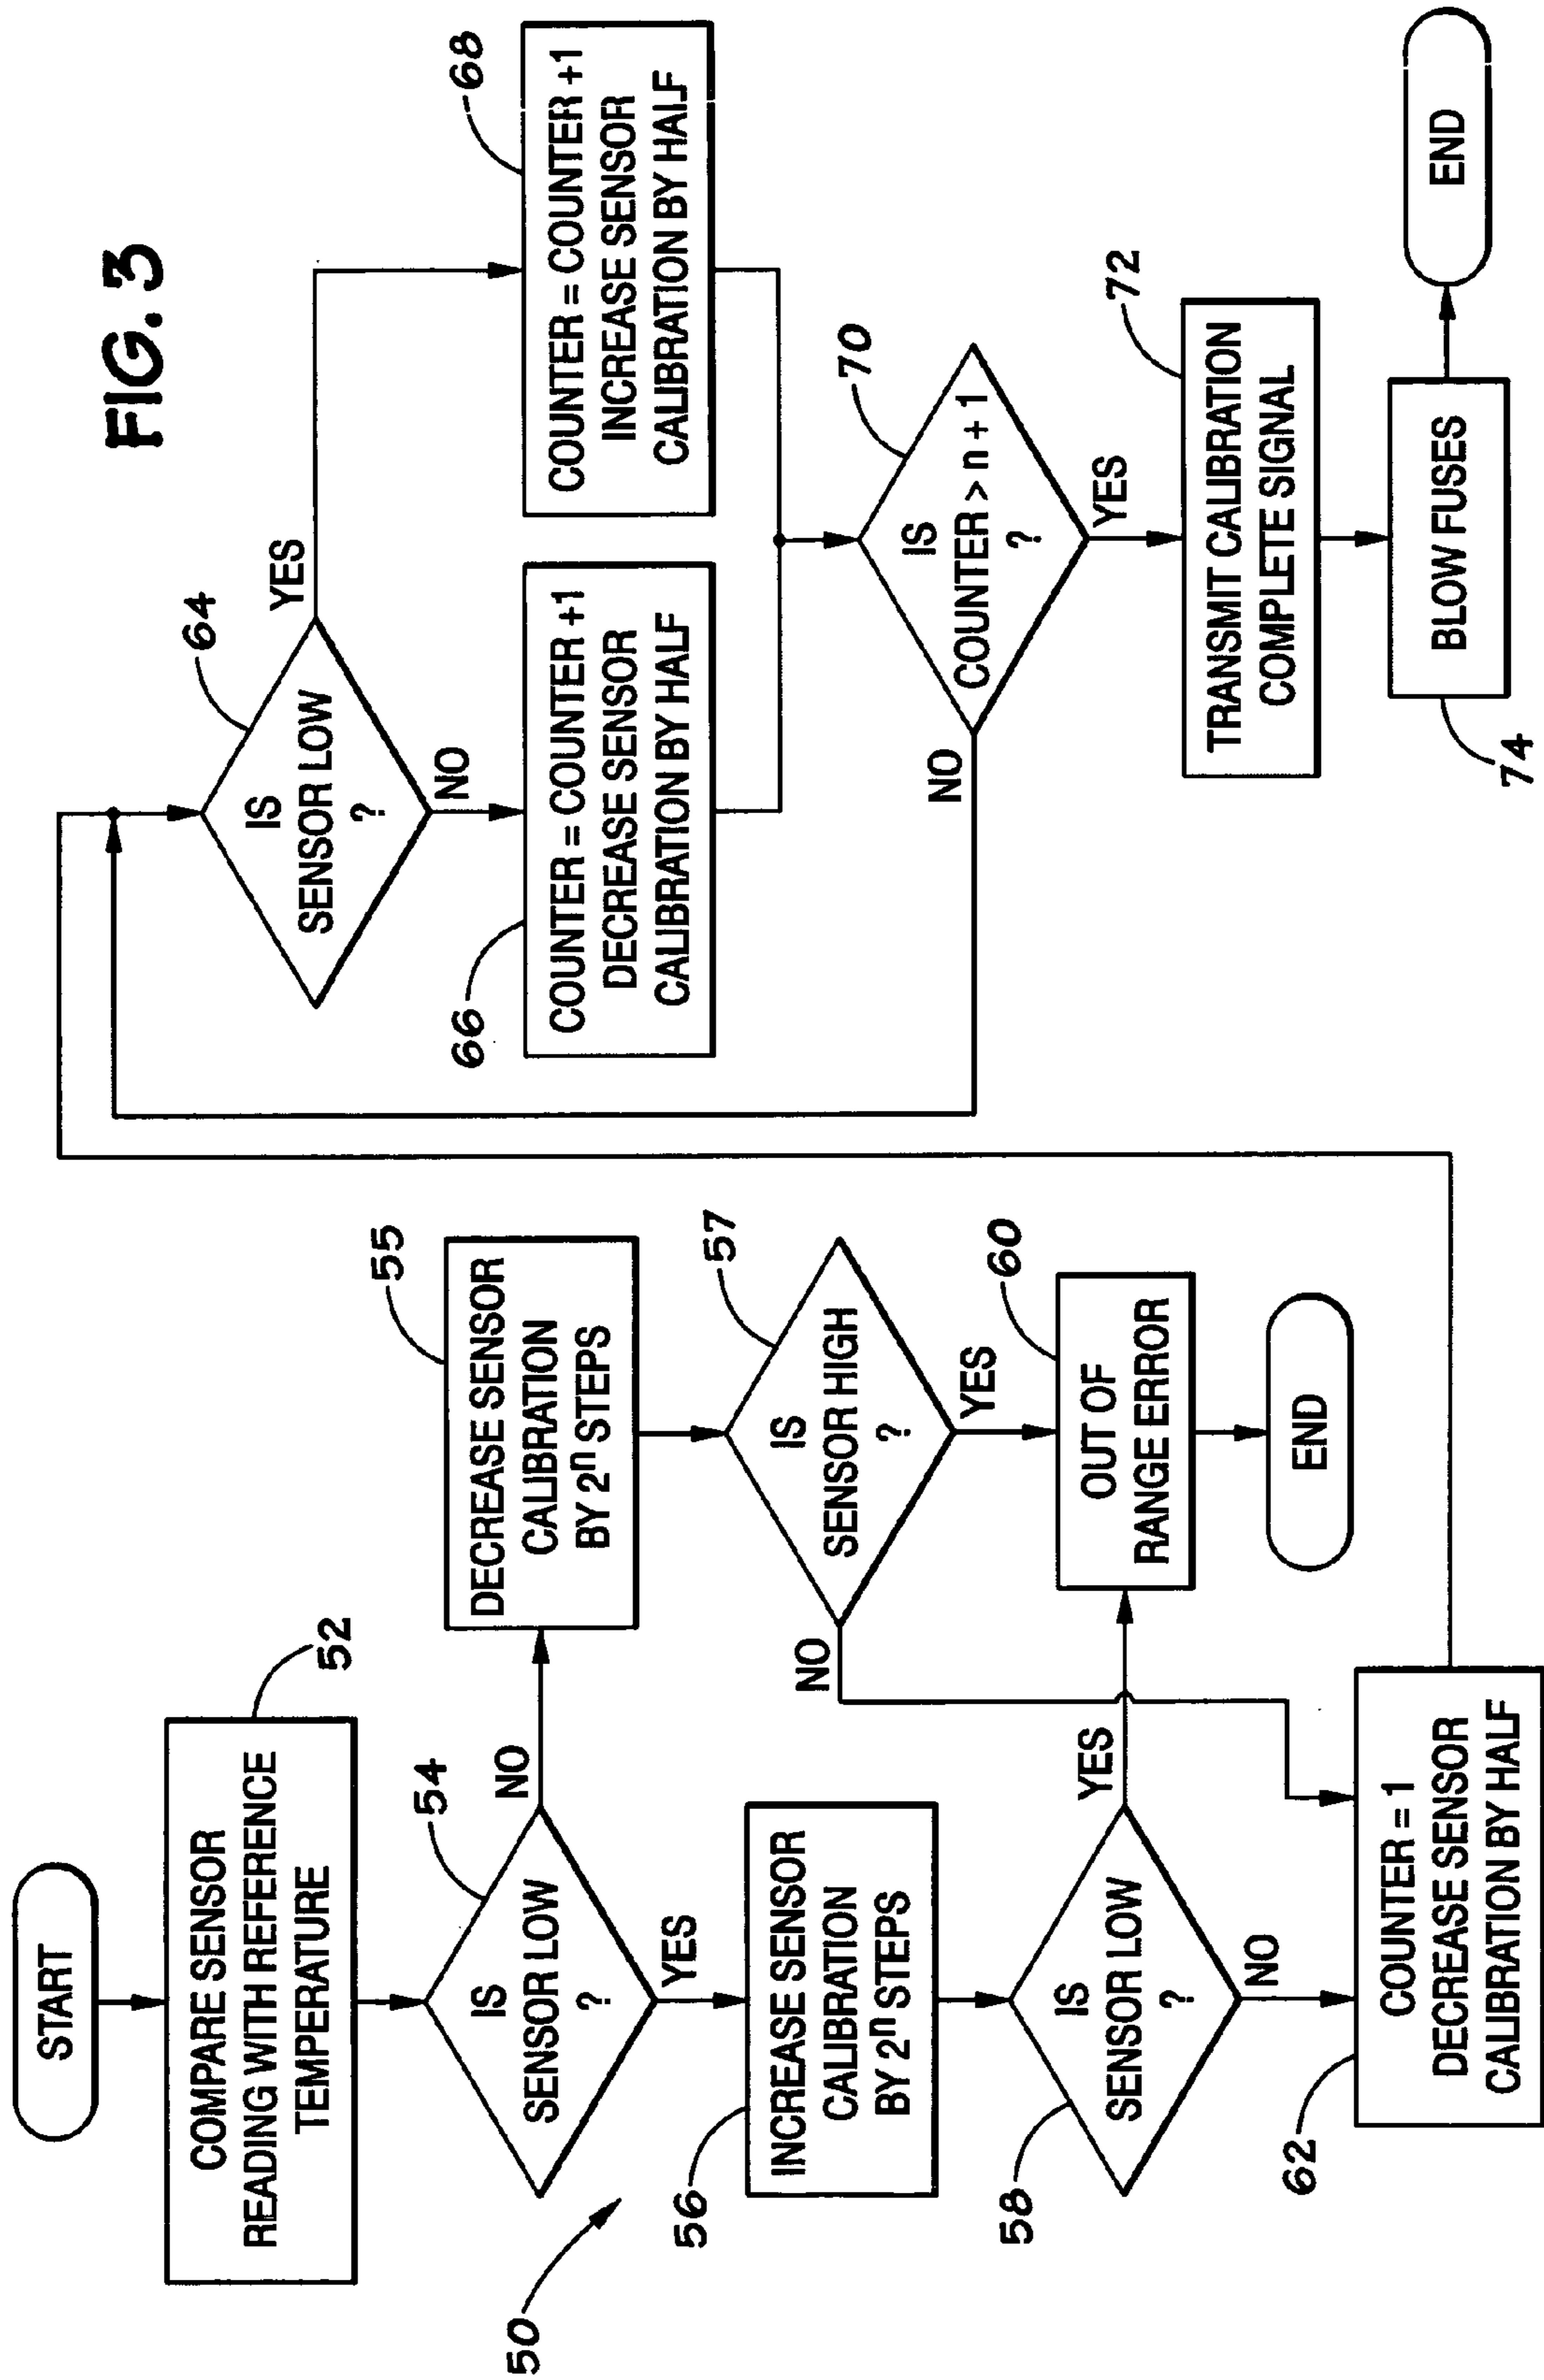 FIG. 3
START
COMPARE SENSOR
READING WITH REFERENCE
TEMPERATURE
52
IS
SENSOR LOW
?
54
NO
YES
50
DECREASE SENSOR
CALIBRATION
BY 2ⁿ STEPS
55
INCREASE SENSOR
CALIBRATION
BY 2ⁿ STEPS
56
IS
SENSOR HIGH
?
57
NO
YES
IS
SENSOR LOW
?
58
YES
NO
OUT OF
RANGE ERROR
60
END
COUNTER = 1
DECREASE SENSOR
CALIBRATION BY HALF
62
IS
SENSOR LOW
?
64
YES
NO
COUNTER = COUNTER +1
DECREASE SENSOR
CALIBRATION BY HALF
66
COUNTER = COUNTER +1
INCREASE SENSOR
CALIBRATION BY HALF
68
IS
COUNTER > n + 1
?
70
NO
YES
TRANSMIT CALIBRATION
COMPLETE SIGNAL
72
BLOW FUSES
74
END